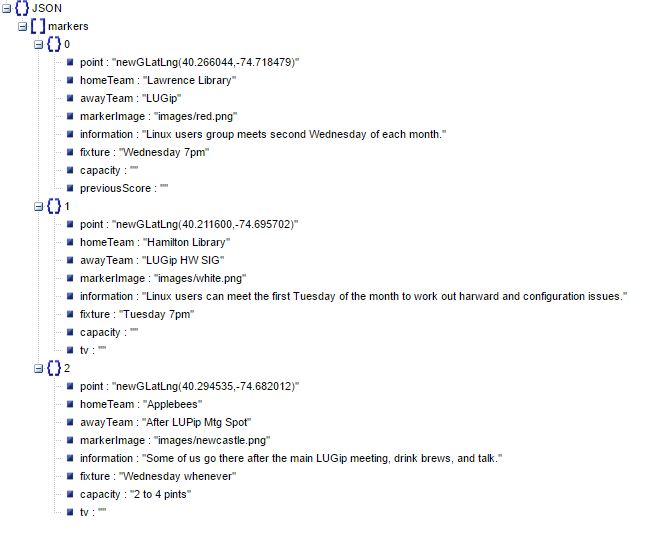 JSON
markers
0
point : "newGLatLng(40.266044,-74.718479)"
homeTeam : "Lawrence Library"
awayTeam : "LUGip"
markerImage : "images/red.png"
information : "Linux users group meets second Wednesday of each month."
fixture : "Wednesday 7pm"
capacity : ""
previousScore : ""
1
point : "newGLatLng(40.211600,-74.695702)"
homeTeam : "Hamilton Library"
awayTeam : "LUGip HW SIG"
markerImage : "images/white.png"
information : "Linux users can meet the first Tuesday of the month to work out harward and configuration issues."
fixture : "Tuesday 7pm"
capacity : ""
tv : ""
2
point : "newGLatLng(40.294535,-74.682012)"
homeTeam : "Applebees"
awayTeam : "After LUPip Mtg Spot"
markerImage : "images/newcastle.png"
information : "Some of us go there after the main LUGip meeting, drink brews, and talk."
fixture : "Wednesday whenever"
capacity : "2 to 4 pints"
tv : ""